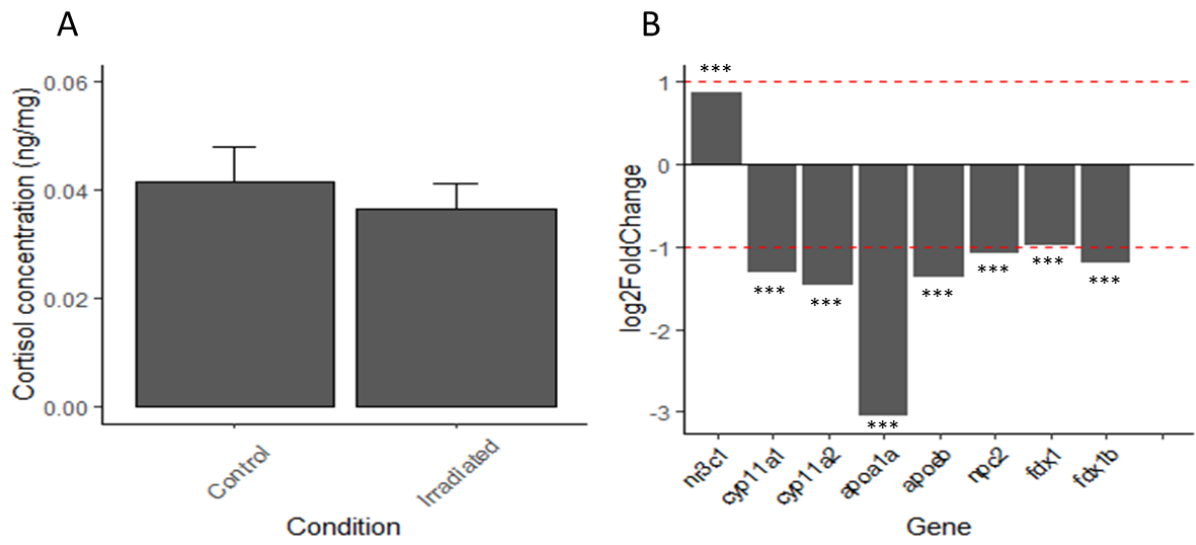 A
Cortisol concentration (ng/mg)
0.06
0.04
0.02
0.00
Control
Irradiated
Condition
B
log2FoldChange
1
0
-1
-2
-3
***
***
***
***
***
***
***
***
nr3c1
cyp11a1
cyp11a2
apoa1a
apoeb
npc2
fdx1
fdx1b
Gene